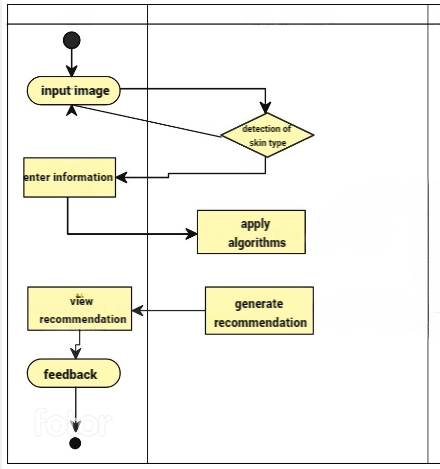 input image
detection of
skin type
enter information
apply
algorithms
view
recommendation
generate
recommendation
feedback
fotor